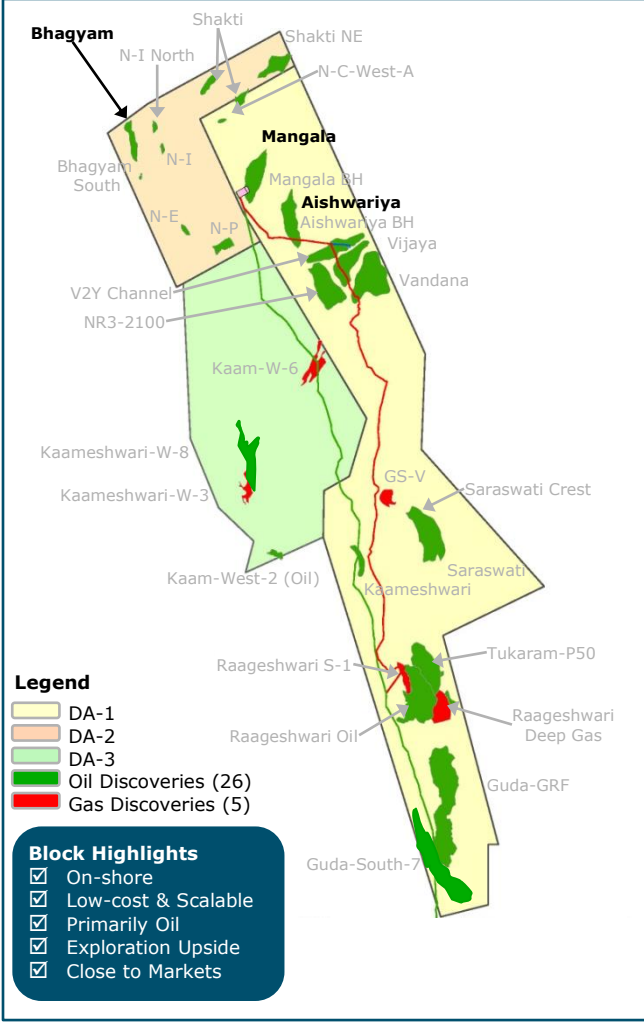 Shakti
Bhagyam
Shakti NE
N-I North
N-C-West-A
Mangala
N-I
Bhagyam
South
Mangala BH
Aishwariya
N-E
Aishwariya BH
N-P
Vijaya
Vandana
V2Y Channel
NR3-2100
Kaam-W-6
Kaameshwari-W-8
GS-V
Saraswati Crest
Kaameshwari-W-3
Saraswati
Kaam-West-2 (Oil)
Kaameshwari
Tukaram-P50
Raageshwari S-1
Raageshwari
Deep Gas
Raageshwari Oil
Guda-GRF
Guda-South-7
Legend
DA-1
DA-2
DA-3
Oil Discoveries (26)
Gas Discoveries (5)
Block Highlights
☑ On-shore
☑ Low-cost & Scalable
☑ Primarily Oil
☑ Exploration Upside
☑ Close to Markets